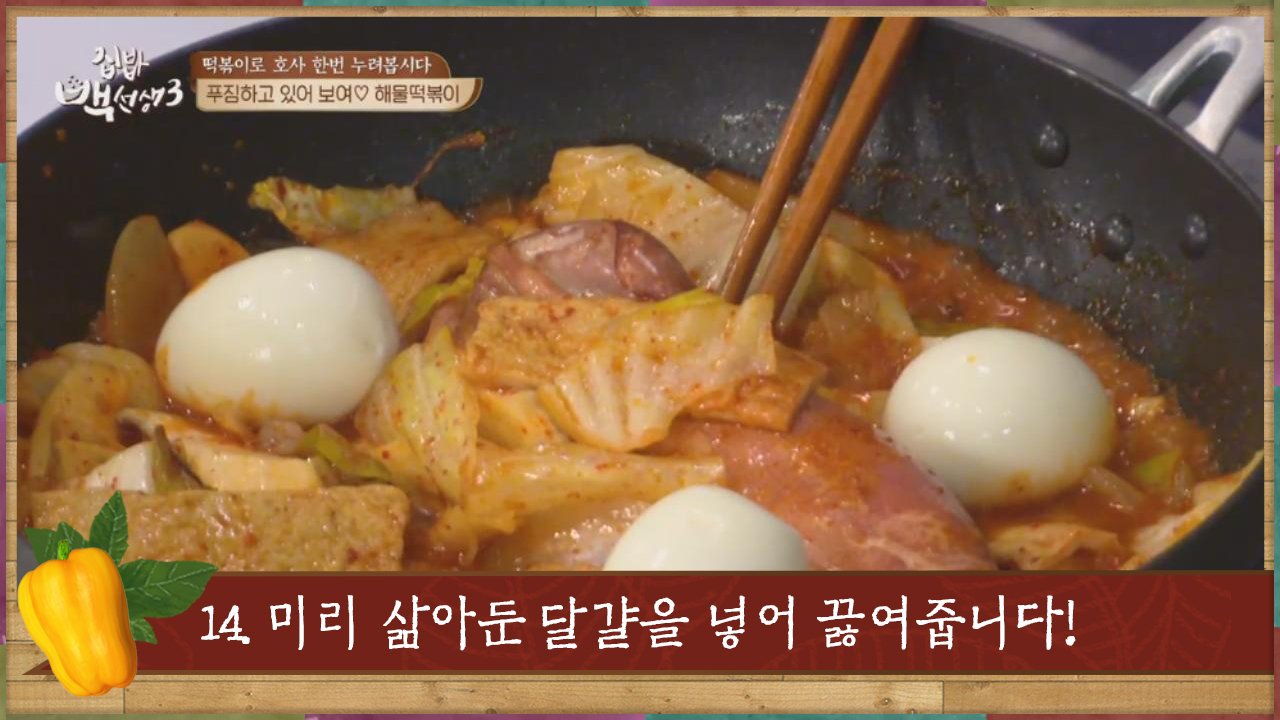 집밥
백선생3
떡볶이로 호사 한번 누려봅시다
푸짐하고 있어 보여♡ 해물떡볶이
14. 미리 삶아둔 달걀을 넣어 끓여줍니다!